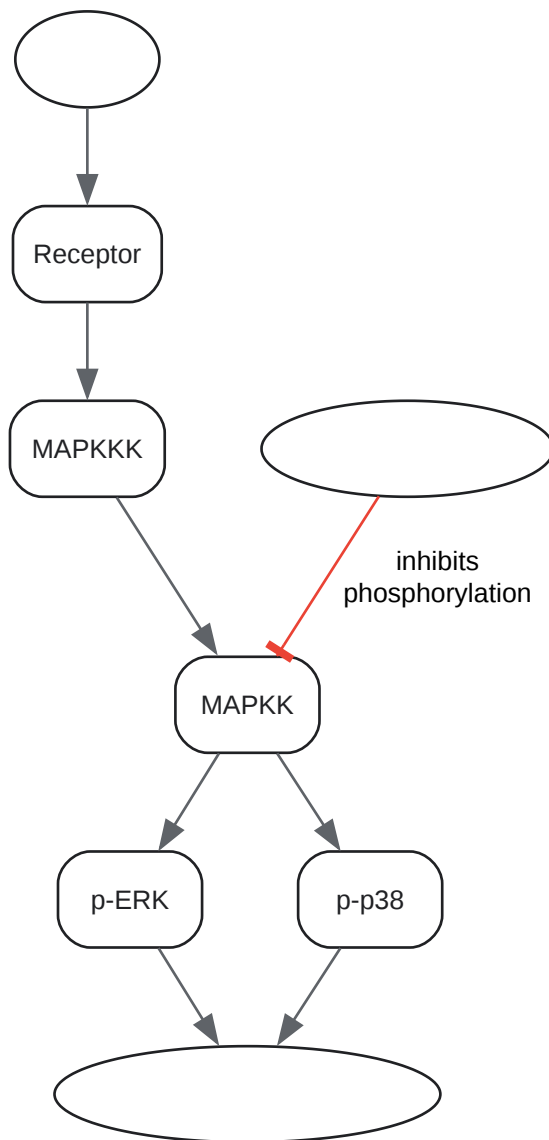 Receptor
MAPKKK
inhibits
phosphorylation
MAPKK
p-ERK
p-p38